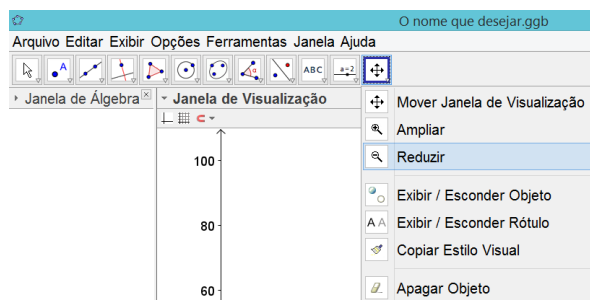 O nome que desejar.ggb
Arquivo Editar Exibir Opções Ferramentas Janela Ajuda
A ABC a=2
Janela de Álgebra
Janela de Visualização
Mover Janela de Visualização
Ampliar
Reduzir
Exibir / Esconder Objeto
A A Exibir / Esconder Rótulo
Copiar Estilo Visual
Apagar Objeto
100
80
60